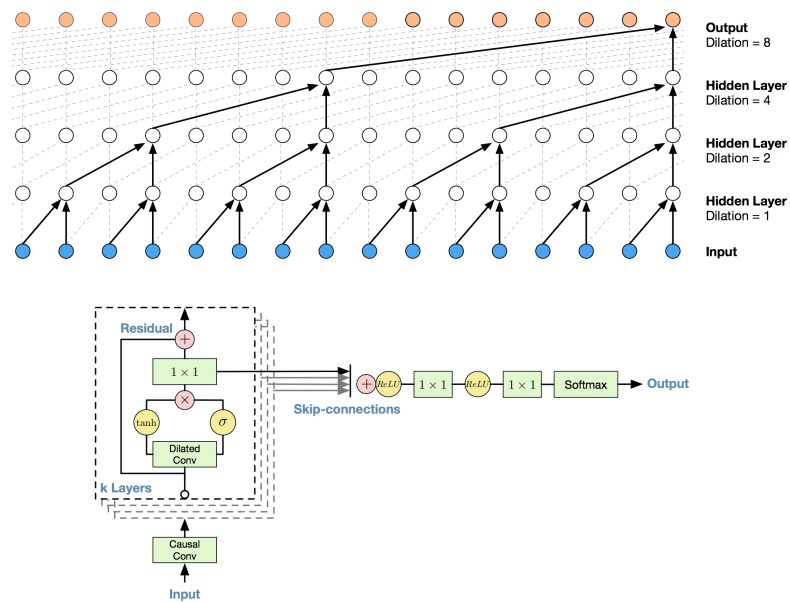 Output
Dilation = 8
Hidden Layer
Dilation = 4
Hidden Layer
Dilation = 2
Hidden Layer
Dilation = 1
Input
Residual
+
1 × 1
×
tanh
σ
Dilated
Conv
k Layers
Causal
Conv
Input
Skip-connections
+
ReLU
1 × 1
ReLU
1 × 1
Softmax
Output